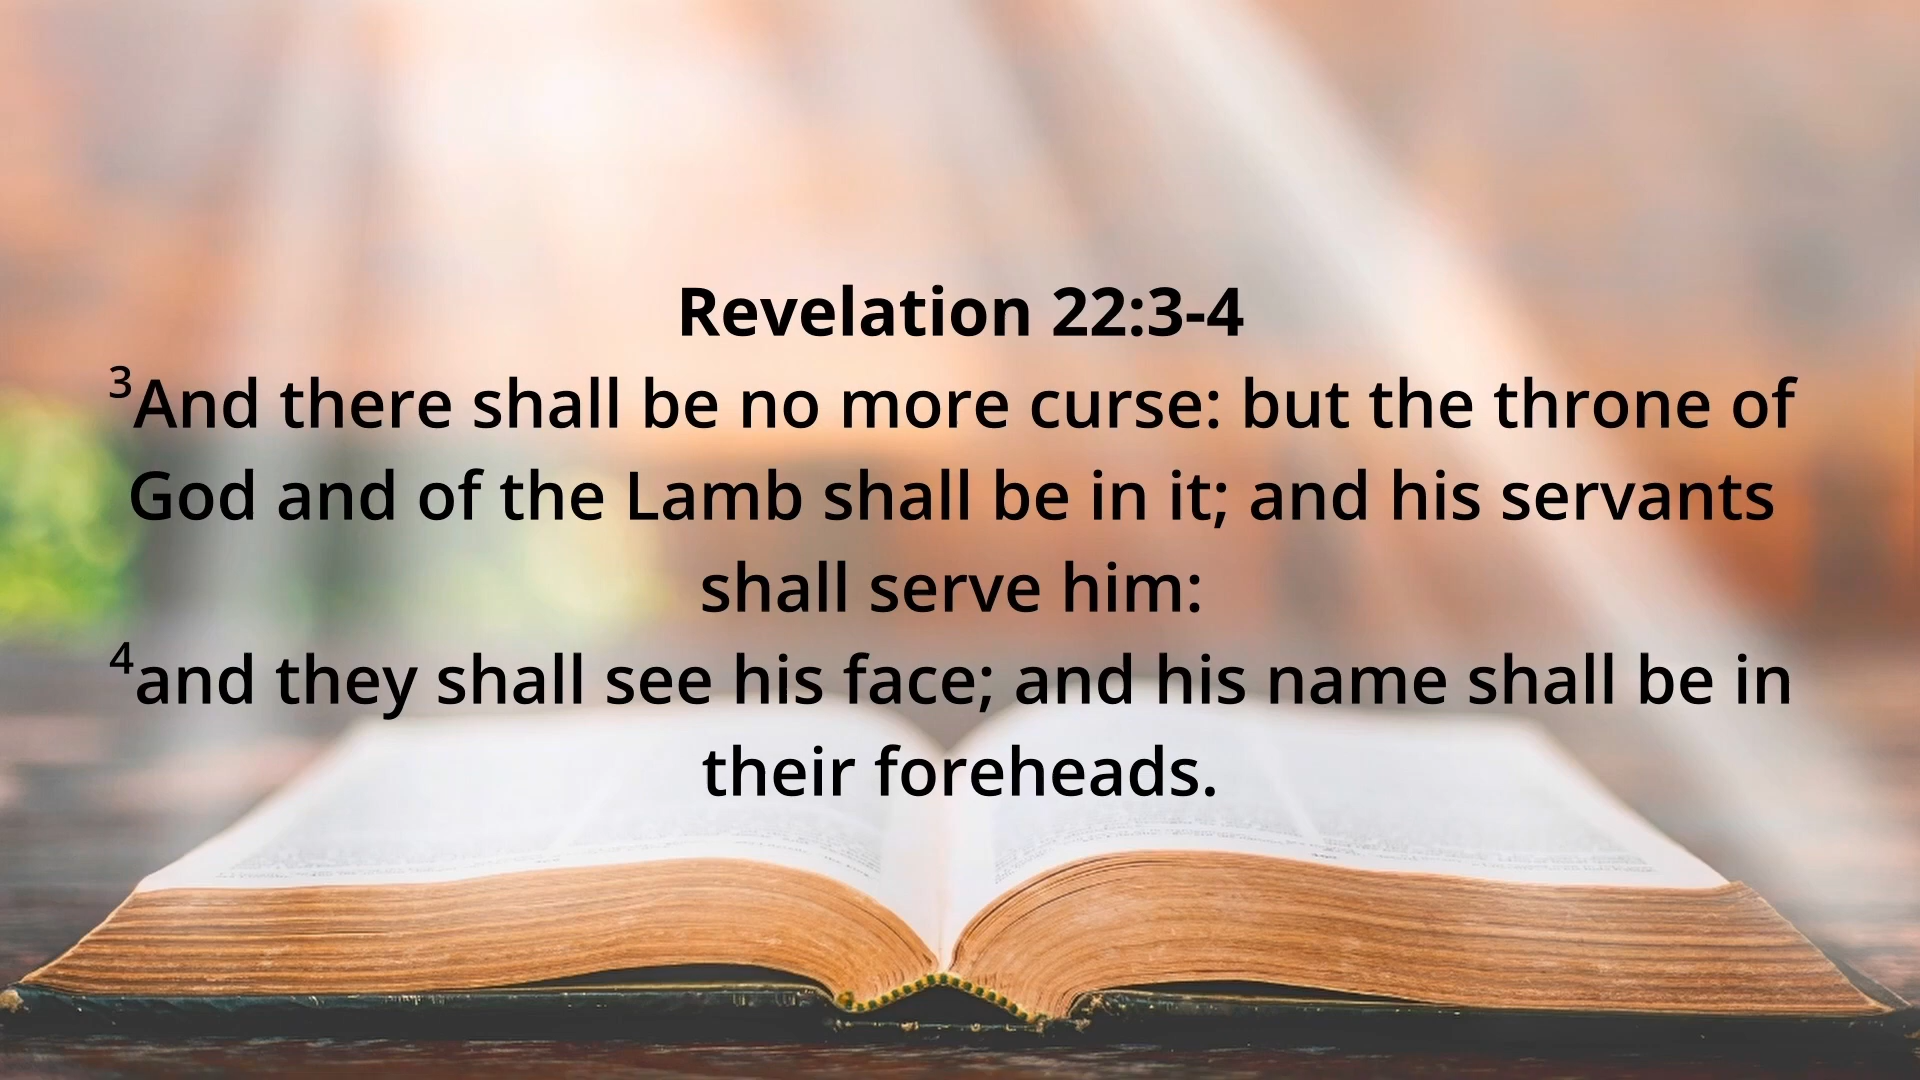 Revelation 22:3-4
³And there shall be no more curse: but the throne of
God and of the Lamb shall be in it; and his servants
shall serve him:
⁴and they shall see his face; and his name shall be in
their foreheads.